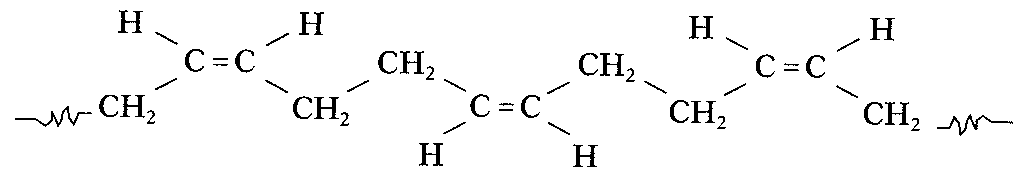 H H H H
C=C CH₂ CH₂ C=C
CH₂ CH₂ C=C CH₂ CH₂
H H